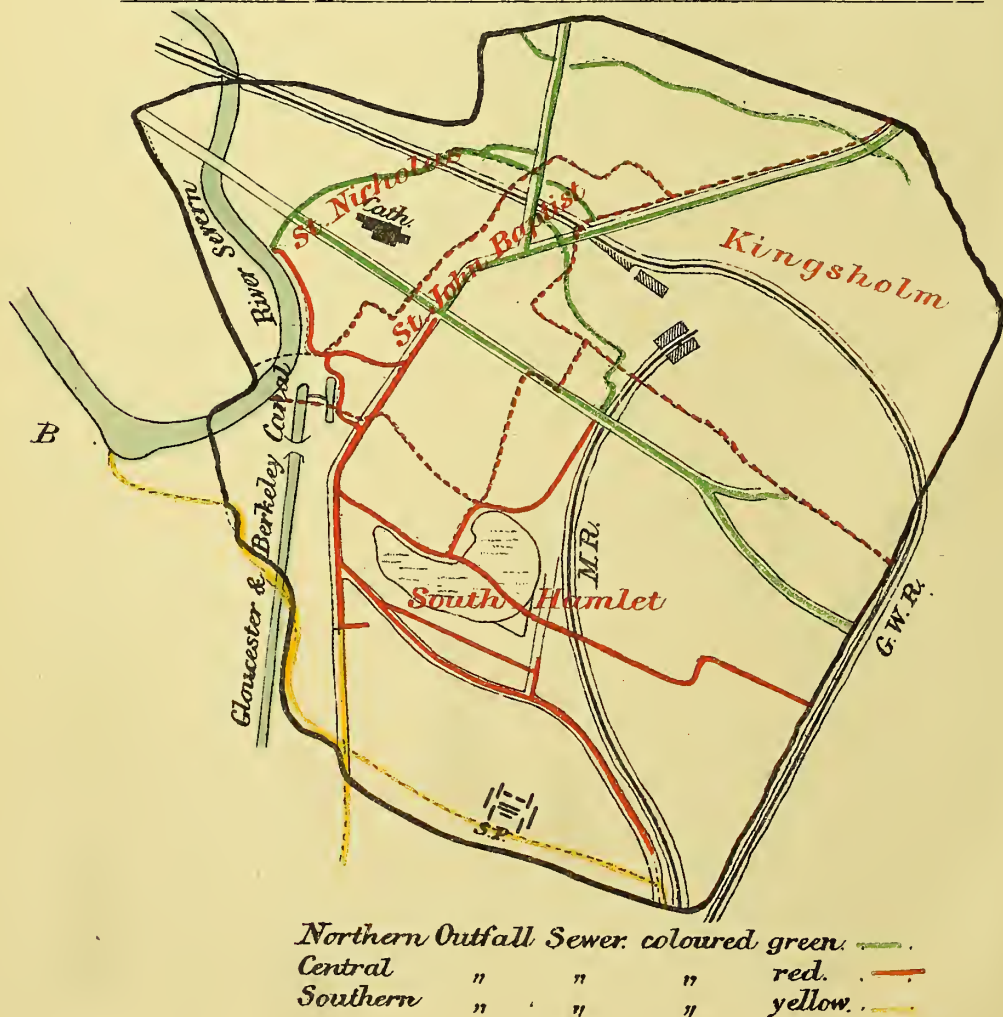 St. Nicholas
Cath.
River Severn
St. John Baptist
Kingsholm
B
Gloucester & Berkeley Canal
M.R.
South Hamlet
G.W.R.
S.P.
Northern Outfall Sewer. coloured green.
Central " " " red.
Southern " " " yellow.